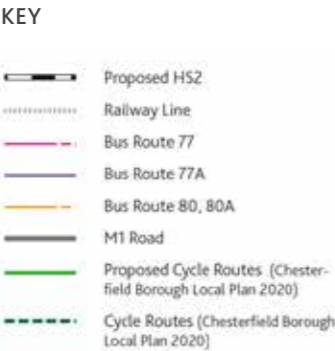 KEY
Proposed HS2
Railway Line
Bus Route 77
Bus Route 77A
Bus Route 80, 80A
M1 Road
Proposed Cycle Routes (Chester-
field Borough Local Plan 2020)
Cycle Routes (Chesterfield Borough
Local Plan 2020)